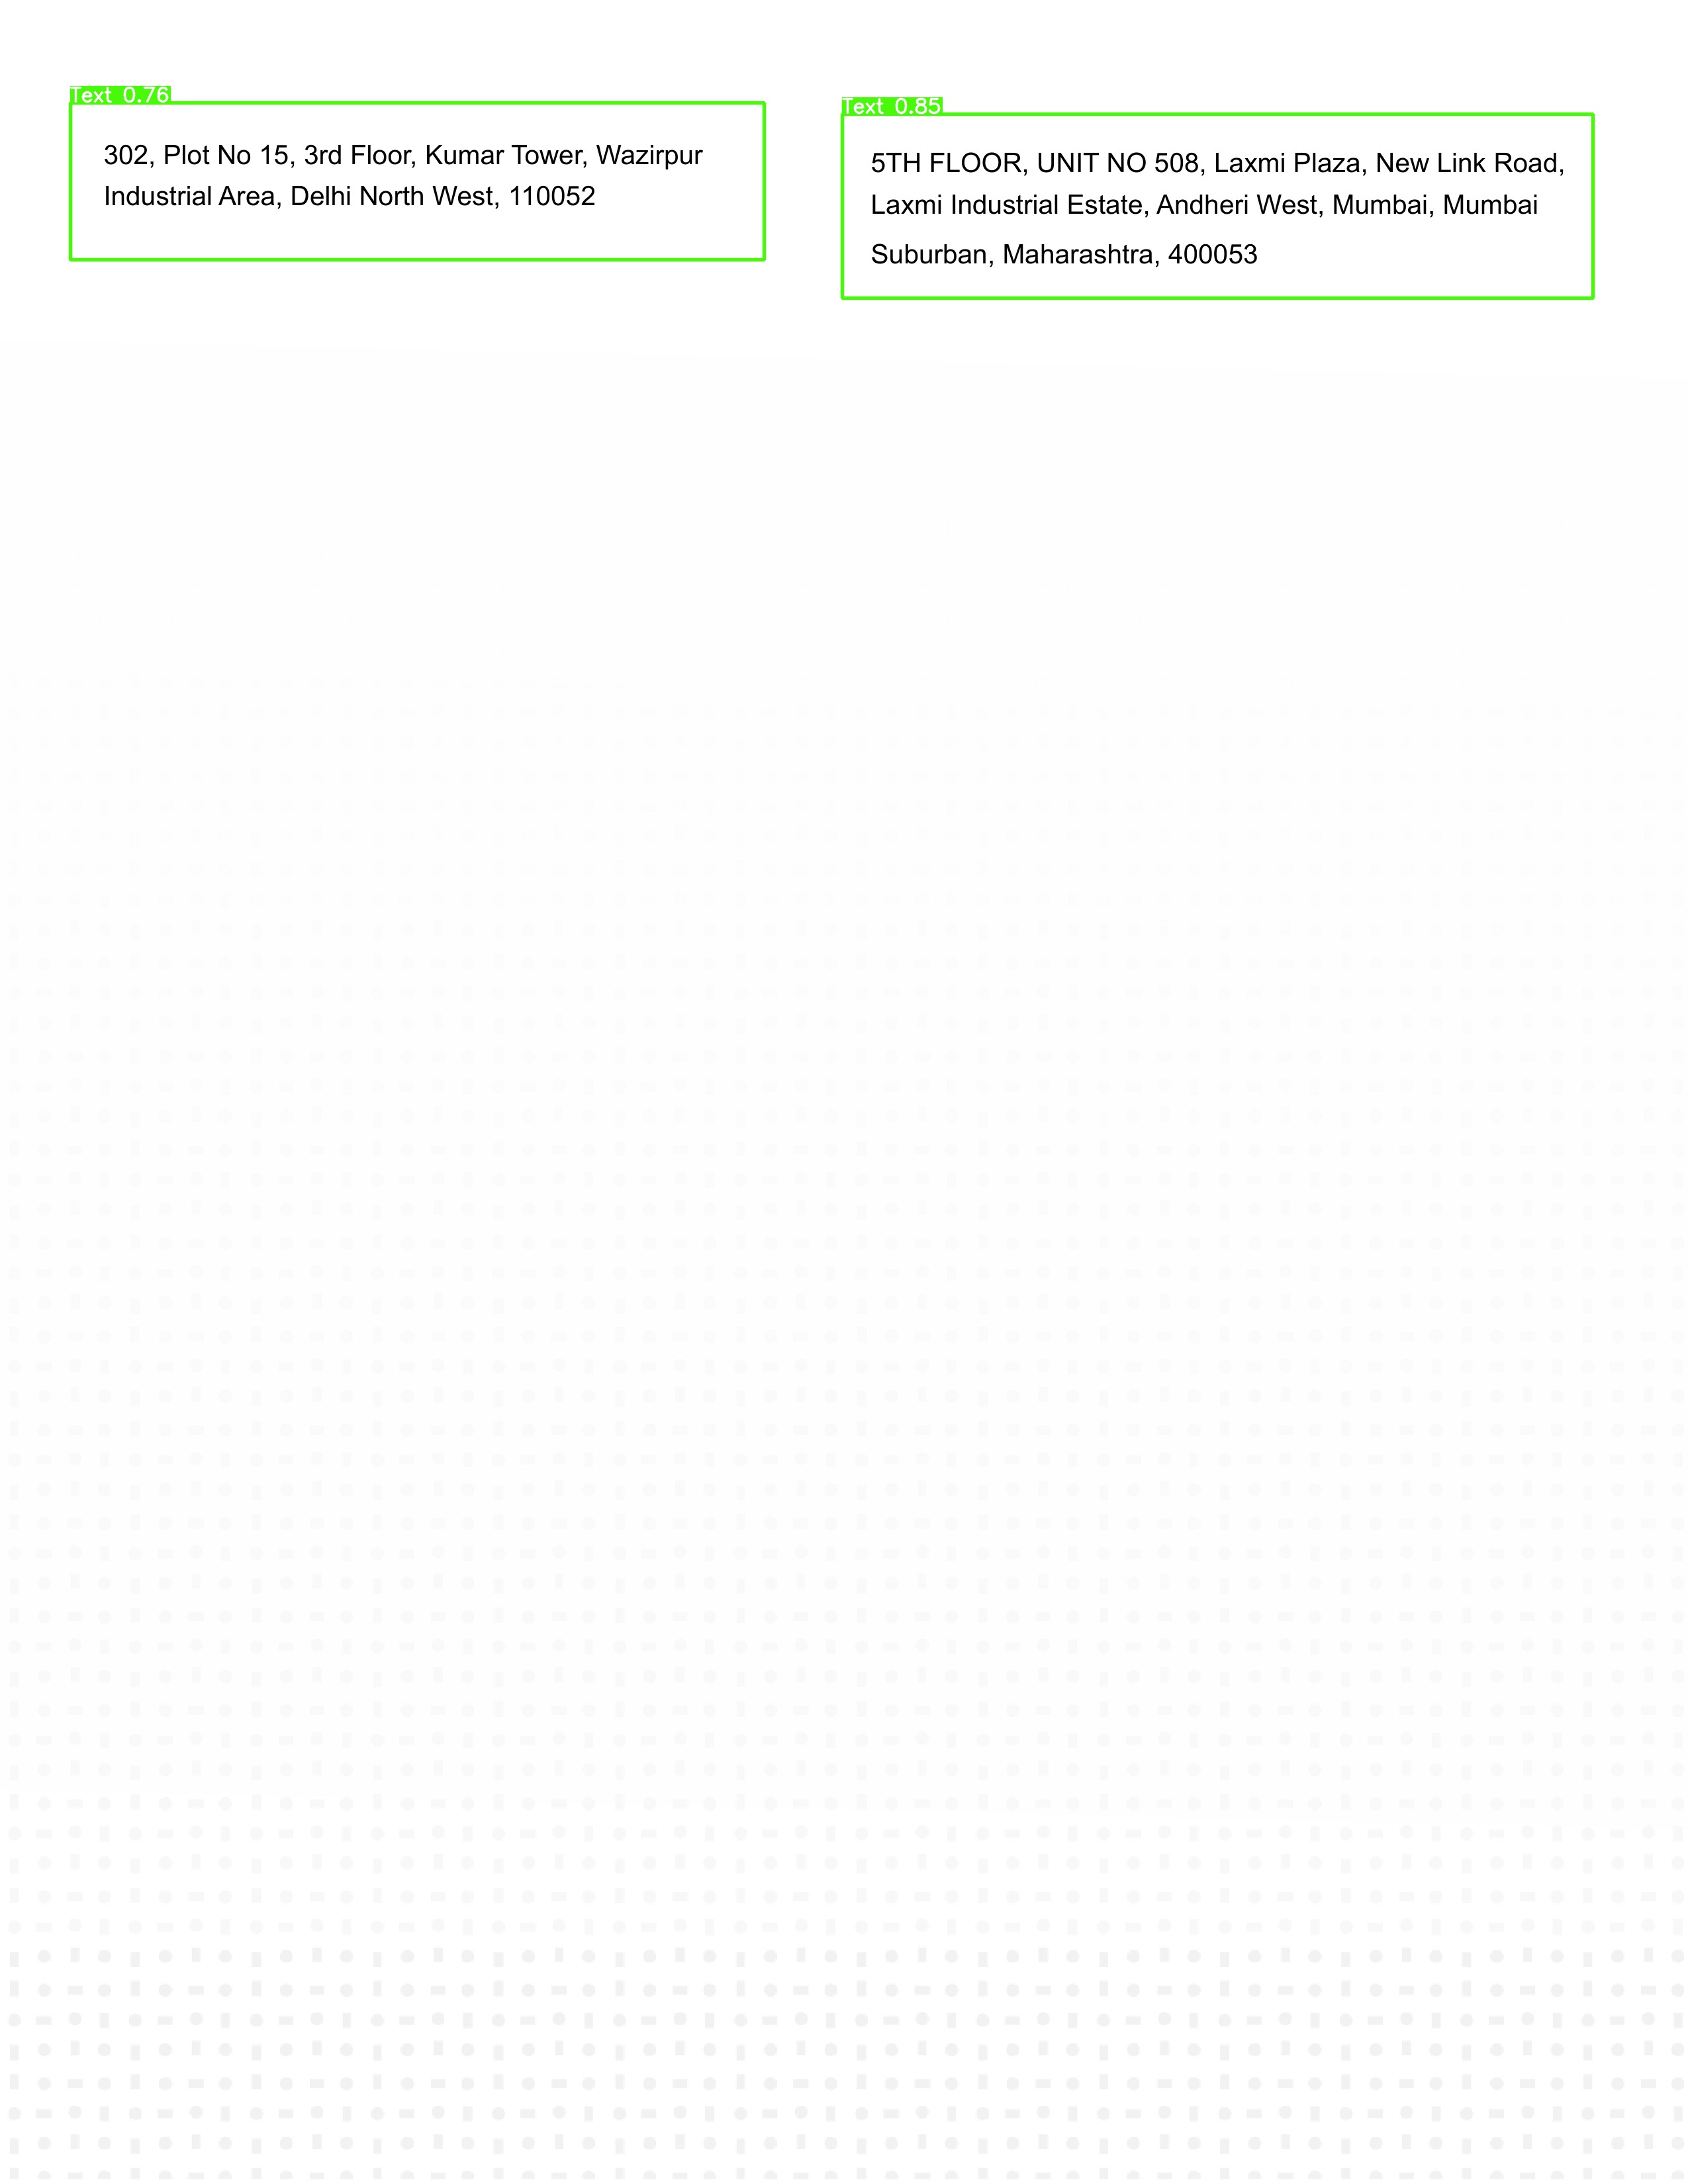 Text 0.76
302, Plot No 15, 3rd Floor, Kumar Tower, Wazirpur
Industrial Area, Delhi North West, 110052
Text 0.85
5TH FLOOR, UNIT NO 508, Laxmi Plaza, New Link Road,
Laxmi Industrial Estate, Andheri West, Mumbai, Mumbai
Suburban, Maharashtra, 400053